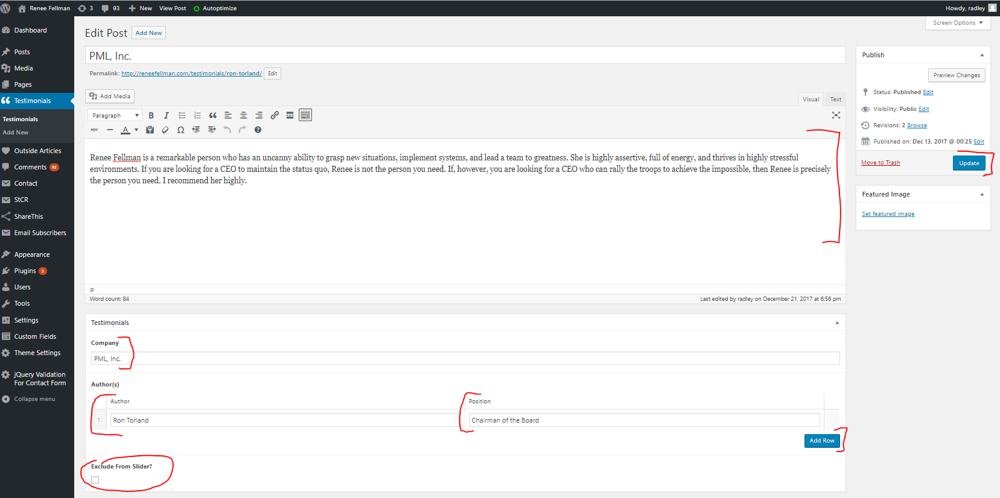 Renee Fellman 3 93 New View Post Autoptimize Howdy, radley
Dashboard
Posts
Media
Pages
Testimonials
Testimonials
Add New
Outside Articles
Comments 93
Contact
StCR
ShareThis
Email Subscribers
Appearance
Plugins 3
Users
Tools
Settings
Custom Fields
Theme Settings
jQuery Validation
For Contact Form
Collapse menu
Screen Options
Edit Post Add New
PML, Inc.
Permalink: http://reneefellman.com/testimonials/ron-torland/ Edit
Add Media Visual Text
Paragraph B I
ABC A
Renee Fellman is a remarkable person who has an uncanny ability to grasp new situations, implement systems, and lead a team to greatness. She is highly assertive, full of energy, and thrives in highly stressful
environments. If you are looking for a CEO to maintain the status quo, Renee is not the person you need. If, however, you are looking for a CEO who can rally the troops to achieve the impossible, then Renee is precisely
the person you need. I recommend her highly.
p
Word count: 84 Last edited by radley on December 21, 2017 at 6:56 pm
Testimonials
Company
PML, Inc.
Author(s)
Author Position
1 Ron Torland Chairman of the Board
Add Row
Exclude From Slider?
Publish
Preview Changes
Status: Published Edit
Visibility: Public Edit
Revisions: 2 Browse
Published on: Dec 13, 2017 @ 00:25 Edit
Move to Trash Update
Featured Image
Set featured image